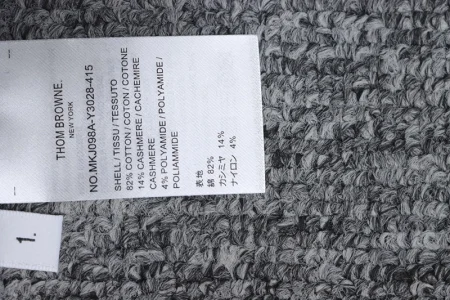 THOM BROWNE.
NEW YORK
NO.MKJ098A-Y3028-415
SHELL / TISSU / TESSUTO
82% COTTON / COTON / COTONE
14% CASHMERE / CACHEMIRE
CASHMERE
4% POLYAMIDE / POLYAMIDE /
POLIAMMIDE
表地
綿 82%
カシミヤ 14%
ナイロン 4%
1.